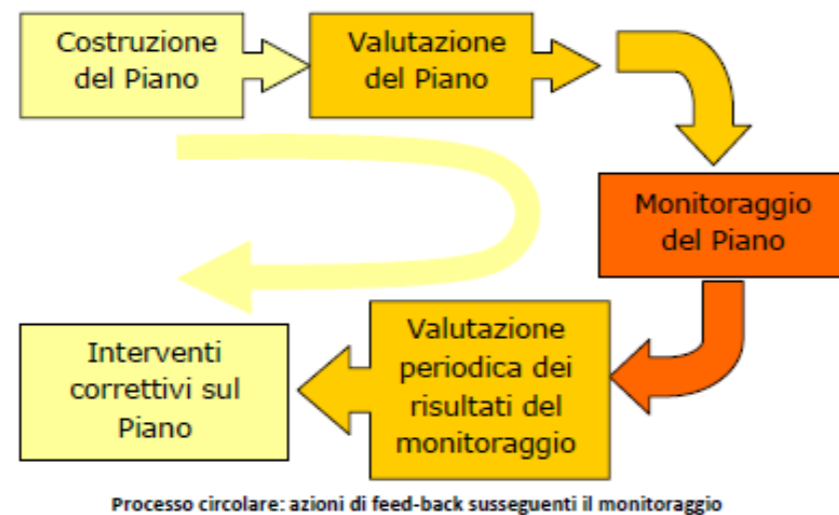 Costruzione
del Piano
Valutazione
del Piano
Monitoraggio
del Piano
Valutazione
periodica dei
risultati del
monitoraggio
Interventi
correttivi sul
Piano
Processo circolare: azioni di feed-back susseguenti il monitoraggio